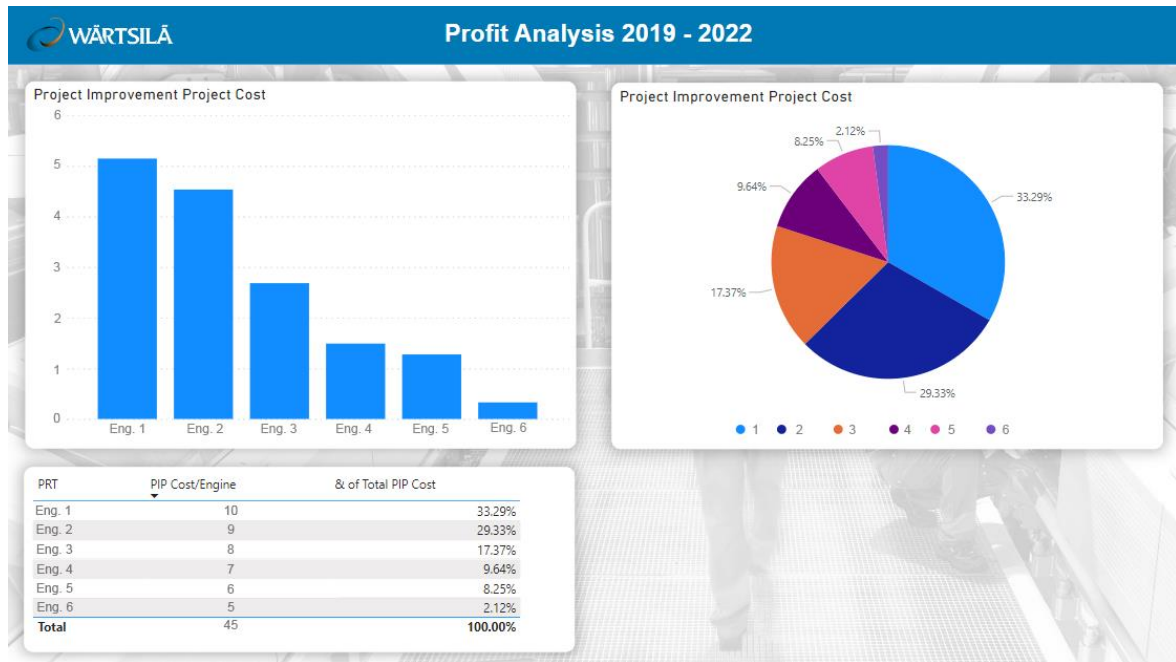 WÄRTSILÄ
Profit Analysis 2019 - 2022
Project Improvement Project Cost
6
5
4
3
2
1
0
Eng. 1 Eng. 2 Eng. 3 Eng. 4 Eng. 5 Eng. 6
Project Improvement Project Cost
2.12%
8.25%
9.64%
33.29%
17.37%
29.33%
1 2 3 4 5 6
PRT PIP Cost/Engine % of Total PIP Cost
Eng. 1 10 33.29%
Eng. 2 9 29.33%
Eng. 3 8 17.37%
Eng. 4 7 9.64%
Eng. 5 6 8.25%
Eng. 6 5 2.12%
Total 45 100.00%